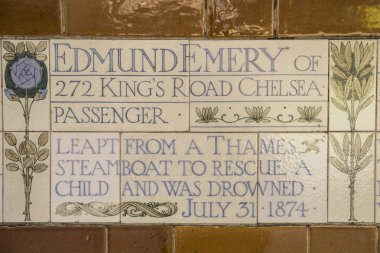 EDMUND EMERY OF
272 KING'S ROAD CHELSEA
PASSENGER
LEAPT FROM A THAMES
STEAMBOAT TO RESCUE A
CHILD AND WAS DROWNED
JULY 31 · 1874